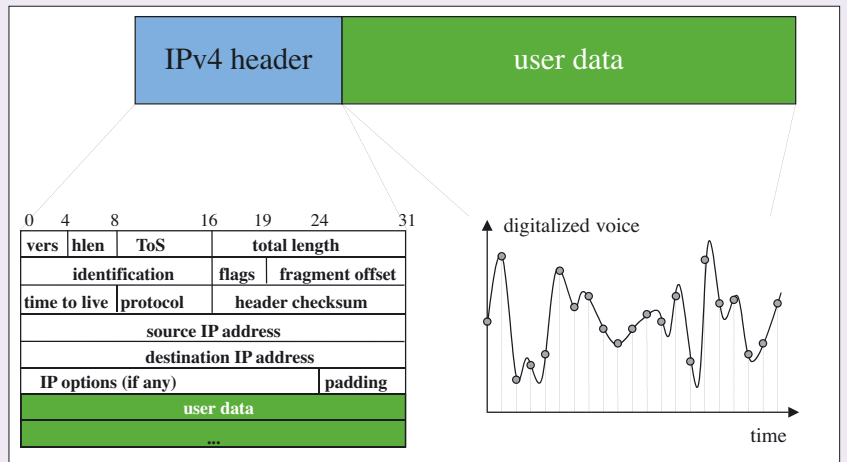 IPv4 header user data
0 4 8 16 19 24 31
vers hlen ToS total length
identification flags fragment offset
time to live protocol header checksum
source IP address
destination IP address
IP options (if any) padding
user data
...
digitalized voice
time